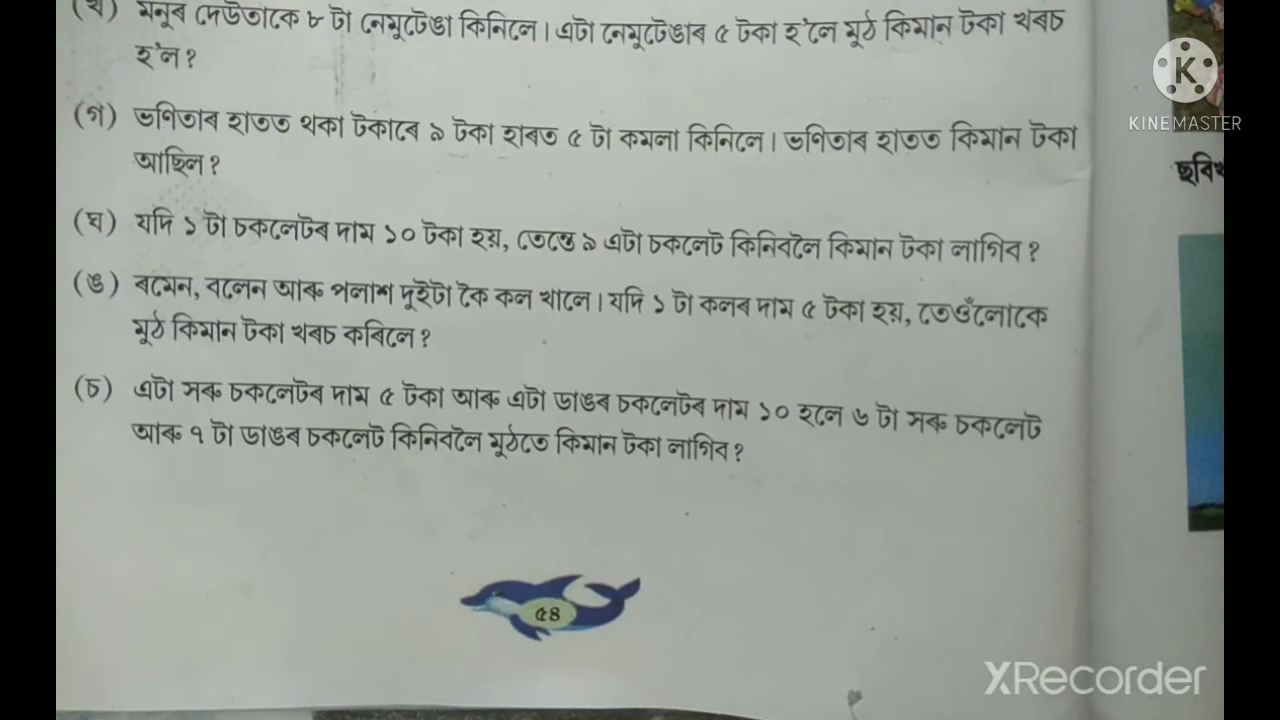 (খ) মনুৰ দেউতাকে ৮ টা নেমুটেঙা কিনিলে। এটা নেমুটেঙাৰ ৫ টকা হ'লে মুঠ কিমান টকা খৰচ
হ'ল?
(গ) ভণিতাৰ হাতত থকা টকাৰে ৯ টকা হাৰত ৫ টা কমলা কিনিলে। ভণিতাৰ হাতত কিমান টকা
আছিল?
(ঘ) যদি ১ টা চকলেটৰ দাম ১০ টকা হয়, তেন্তে ৯ এটা চকলেট কিনিবলৈ কিমান টকা লাগিব?
(ঙ) ৰমেন, বলেন আৰু পলাশ দুইটা কৈ কল খালে। যদি ১ টা কলৰ দাম ৫ টকা হয়, তেওঁলোকে
মুঠ কিমান টকা খৰচ কৰিলে?
(চ) এটা সৰু চকলেটৰ দাম ৫ টকা আৰু এটা ডাঙৰ চকলেটৰ দাম ১০ হলে ৬ টা সৰু চকলেট
আৰু ৭ টা ডাঙৰ চকলেট কিনিবলৈ মুঠতে কিমান টকা লাগিব?
৫৪
KINEMASTER
XRecorder